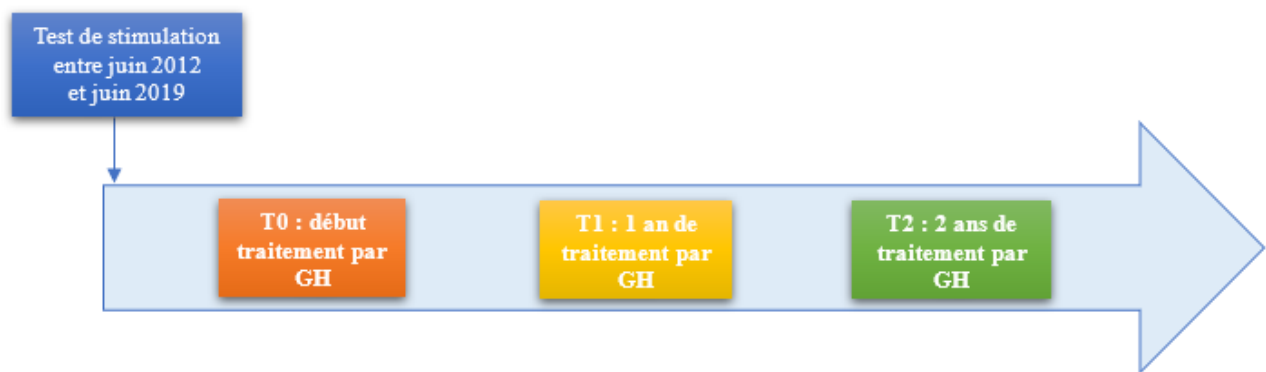 Test de stimulation
entre juin 2012
et juin 2019
T0 : début
traitement par
GH
T1 : 1 an de
traitement par
GH
T2 : 2 ans de
traitement par
GH